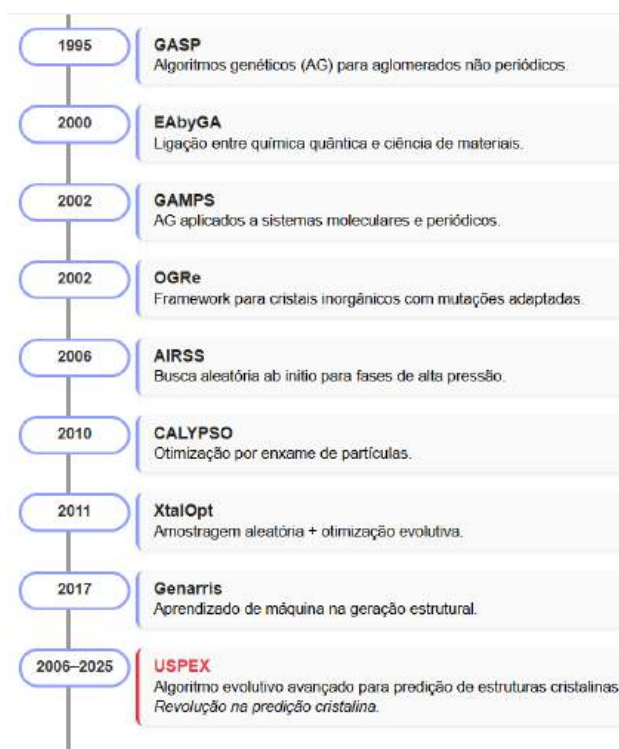 1995
GASP
Algoritmos genéticos (AG) para aglomerados não periódicos.
2000
EAbyGA
Ligação entre química quântica e ciência de materiais.
2002
GAMPS
AG aplicados a sistemas moleculares e periódicos.
2002
OGRe
Framework para cristais inorgânicos com mutações adaptadas.
2006
AIRSS
Busca aleatória ab initio para fases de alta pressão.
2010
CALYPSO
Otimização por enxame de partículas.
2011
XtalOpt
Amostragem aleatória + otimização evolutiva.
2017
Genarris
Aprendizado de máquina na geração estrutural.
2006–2025
USPEX
Algoritmo evolutivo avançado para predição de estruturas cristalinas
Revolução na predição cristalina.